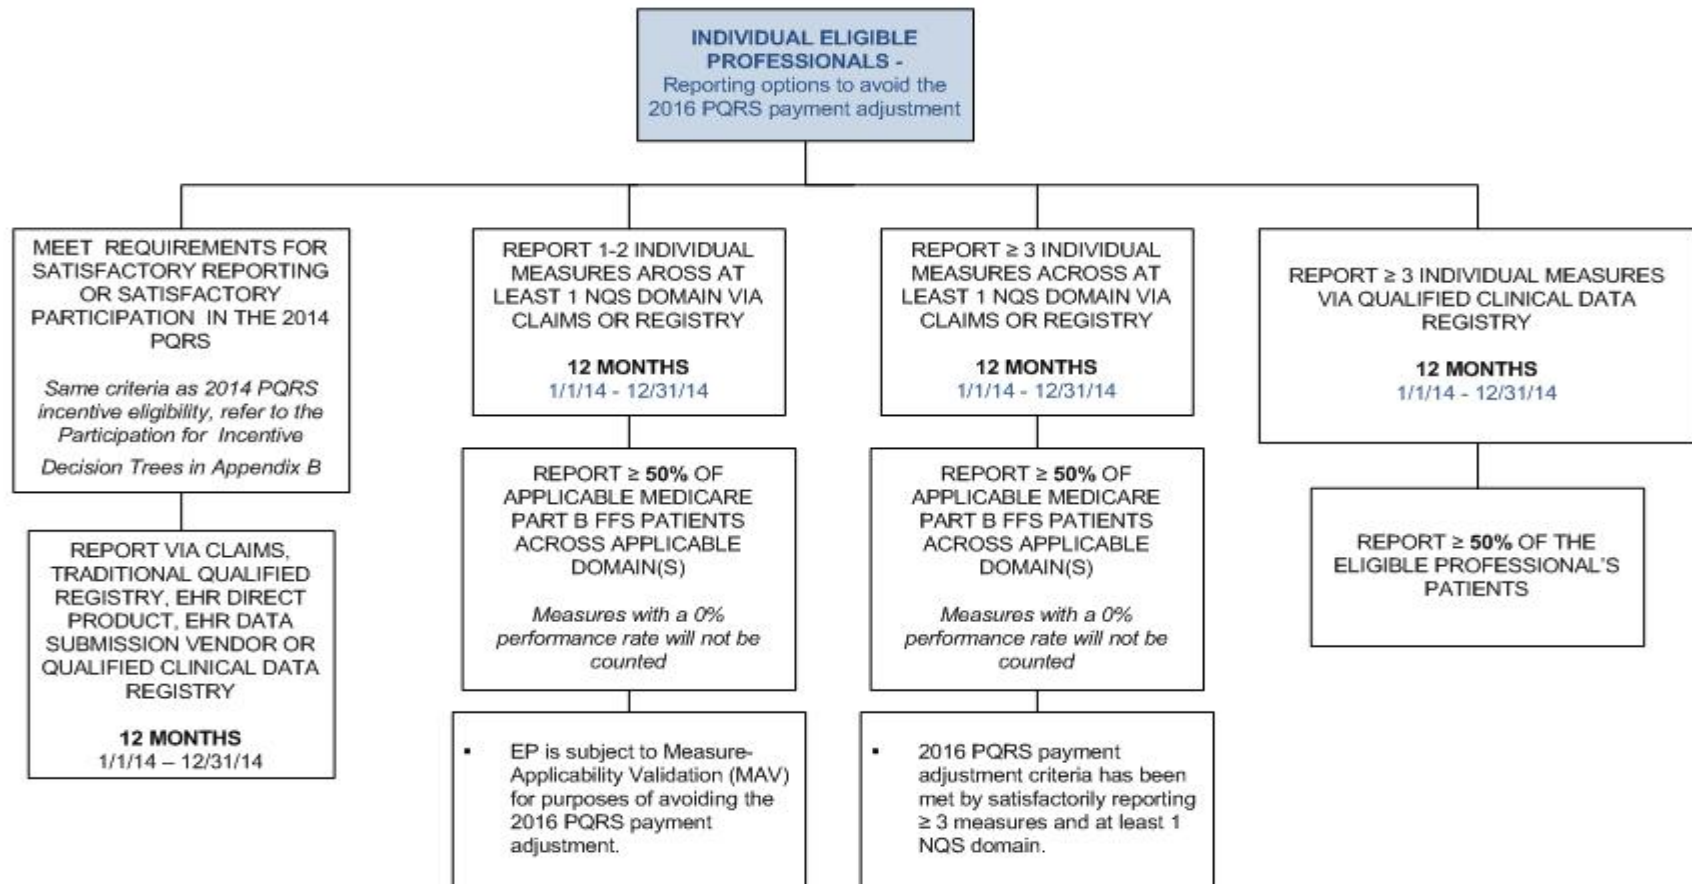 INDIVIDUAL ELIGIBLE
PROFESSIONALS -
Reporting options to avoid the
2016 PQRS payment adjustment
MEET REQUIREMENTS FOR
SATISFACTORY REPORTING
OR SATISFACTORY
PARTICIPATION IN THE 2014
PQRS
Same criteria as 2014 PQRS
incentive eligibility, refer to the
Participation for Incentive
Decision Trees in Appendix B
REPORT VIA CLAIMS,
TRADITIONAL QUALIFIED
REGISTRY, EHR DIRECT
PRODUCT, EHR DATA
SUBMISSION VENDOR OR
QUALIFIED CLINICAL DATA
REGISTRY
12 MONTHS
1/1/14 – 12/31/14
REPORT 1-2 INDIVIDUAL
MEASURES AROSS AT
LEAST 1 NQS DOMAIN VIA
CLAIMS OR REGISTRY
12 MONTHS
1/1/14 - 12/31/14
REPORT ≥ 50% OF
APPLICABLE MEDICARE
PART B FFS PATIENTS
ACROSS APPLICABLE
DOMAIN(S)
Measures with a 0%
performance rate will not be
counted
▪ EP is subject to Measure-
Applicability Validation (MAV)
for purposes of avoiding the
2016 PQRS payment
adjustment.
REPORT ≥ 3 INDIVIDUAL
MEASURES ACROSS AT
LEAST 1 NQS DOMAIN VIA
CLAIMS OR REGISTRY
12 MONTHS
1/1/14 - 12/31/14
REPORT ≥ 50% OF
APPLICABLE MEDICARE
PART B FFS PATIENTS
ACROSS APPLICABLE
DOMAIN(S)
Measures with a 0%
performance rate will not be
counted
▪ 2016 PQRS payment
adjustment criteria has been
met by satisfactorily reporting
≥ 3 measures and at least 1
NQS domain.
REPORT ≥ 3 INDIVIDUAL MEASURES
VIA QUALIFIED CLINICAL DATA
REGISTRY
12 MONTHS
1/1/14 - 12/31/14
REPORT ≥ 50% OF THE
ELIGIBLE PROFESSIONAL'S
PATIENTS